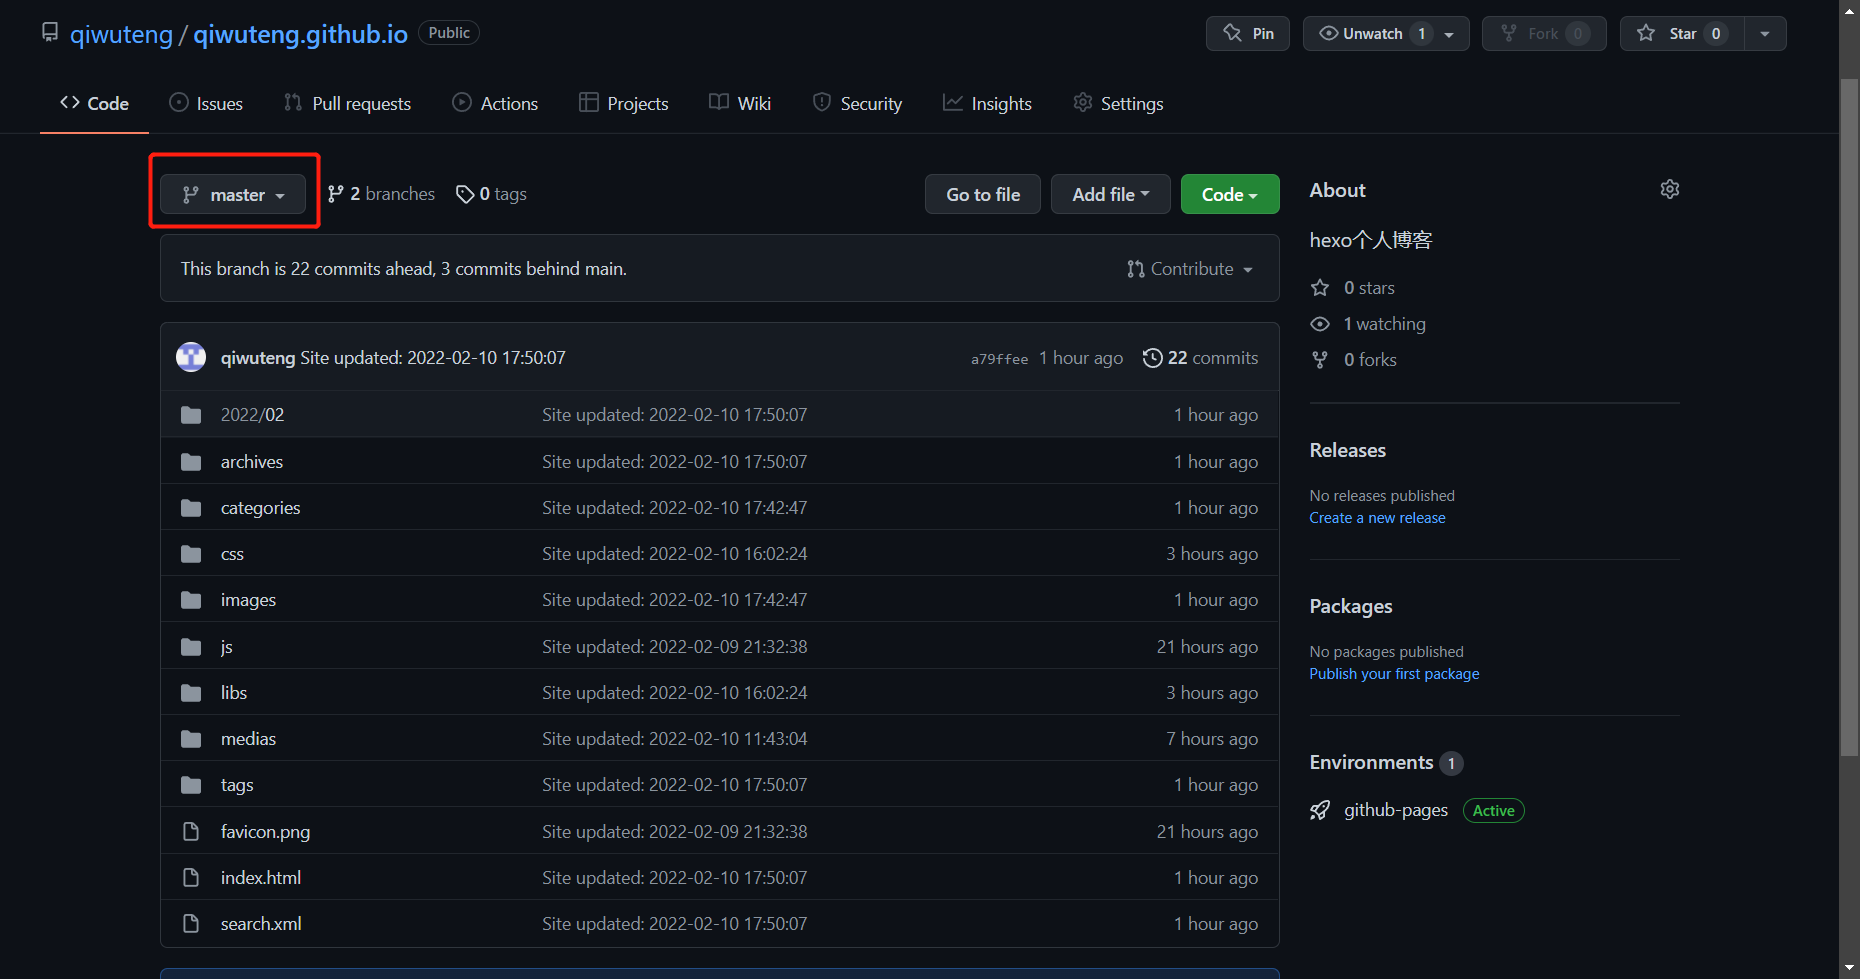 qiwuteng / qiwuteng.github.io Public Pin Unwatch 1 Fork 0 Star 0
Code Issues Pull requests Actions Projects Wiki Security Insights Settings
master 2 branches 0 tags Go to file Add file Code
This branch is 22 commits ahead, 3 commits behind main. Contribute
qiwuteng Site updated: 2022-02-10 17:50:07 a79ffee 1 hour ago 22 commits
2022/02 Site updated: 2022-02-10 17:50:07 1 hour ago
archives Site updated: 2022-02-10 17:50:07 1 hour ago
categories Site updated: 2022-02-10 17:42:47 1 hour ago
css Site updated: 2022-02-10 16:02:24 3 hours ago
images Site updated: 2022-02-10 17:42:47 1 hour ago
js Site updated: 2022-02-09 21:32:38 21 hours ago
libs Site updated: 2022-02-10 16:02:24 3 hours ago
medias Site updated: 2022-02-10 11:43:04 7 hours ago
tags Site updated: 2022-02-10 17:50:07 1 hour ago
favicon.png Site updated: 2022-02-09 21:32:38 21 hours ago
index.html Site updated: 2022-02-10 17:50:07 1 hour ago
search.xml Site updated: 2022-02-10 17:50:07 1 hour ago
About
hexo个人博客
0 stars
1 watching
0 forks
Releases
No releases published
Create a new release
Packages
No packages published
Publish your first package
Environments 1
github-pages Active